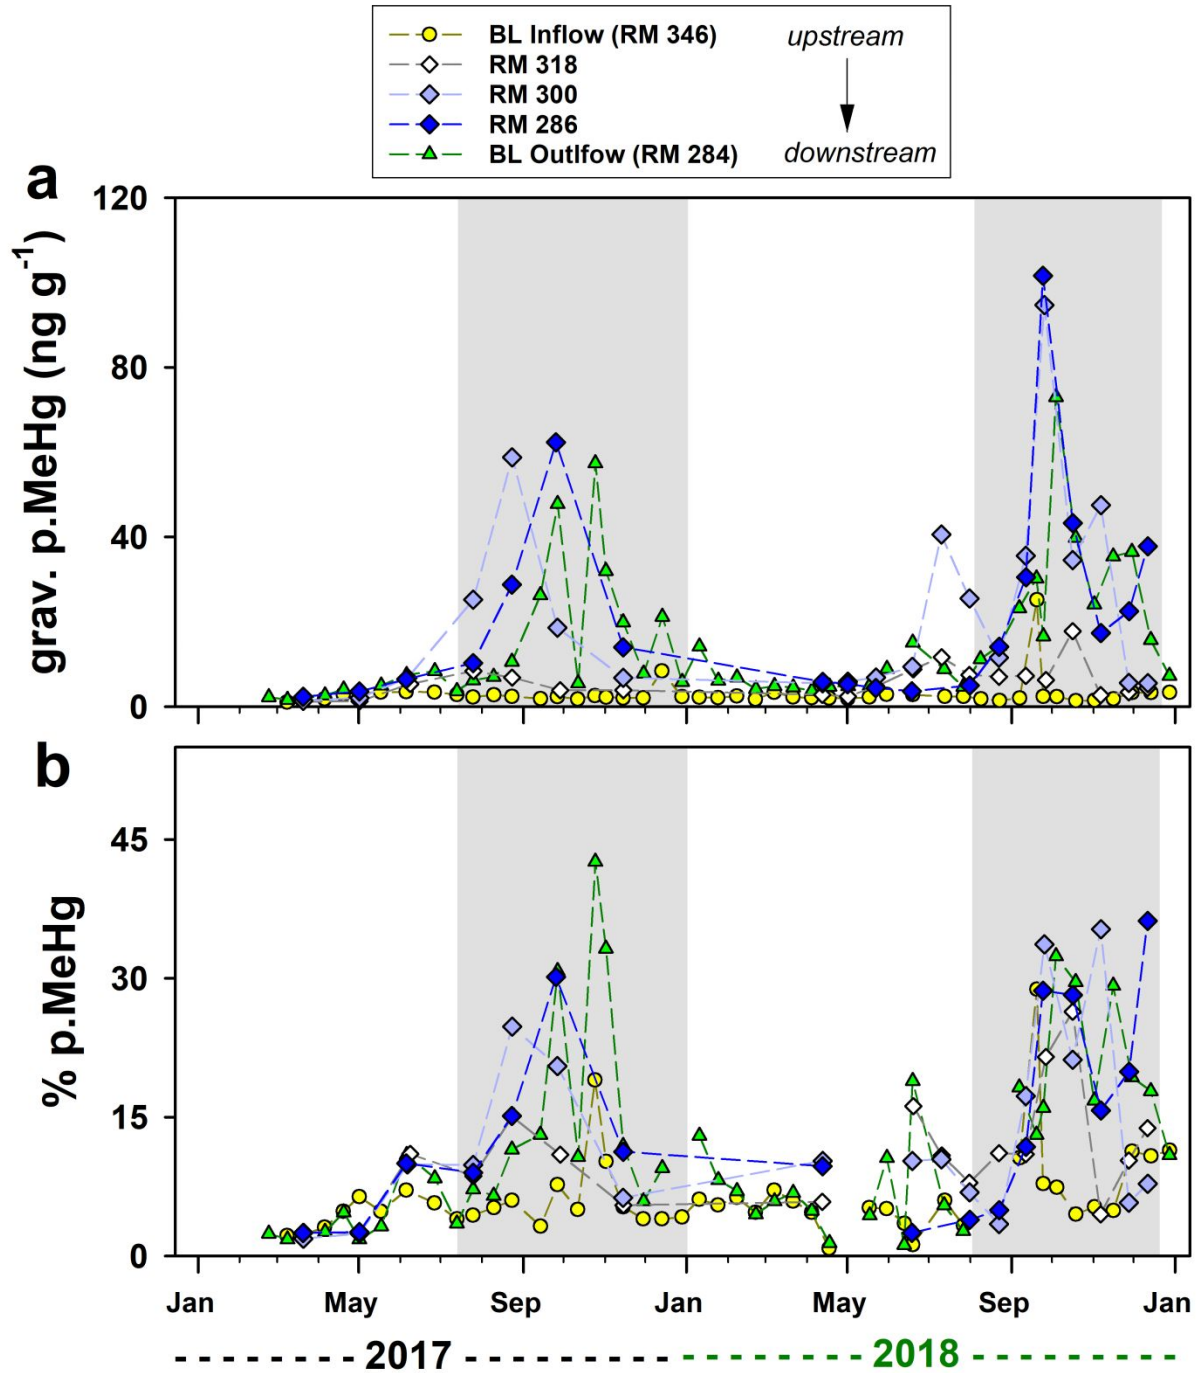 BL Inflow (RM 346)
upstream
RM 318
RM 300
RM 286
BL Outlfow (RM 284)
downstream
a
120
80
40
0
grav. p.MeHg (ng g-1)
b
45
30
15
0
% p.MeHg
Jan May Sep Jan May Sep Jan
2017 2018